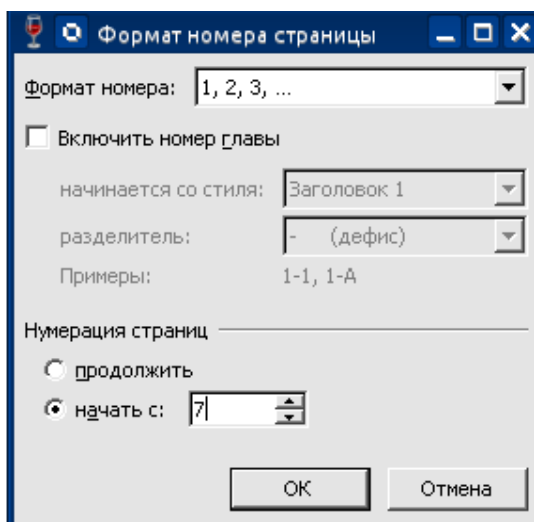 Формат номера страницы
Формат номера: 1, 2, 3, ...
Включить номер главы
начинается со стиля: Заголовок 1
разделитель: - (дефис)
Примеры: 1-1, 1-A
Нумерация страниц
продолжить
начать с: 7
ОК Отмена